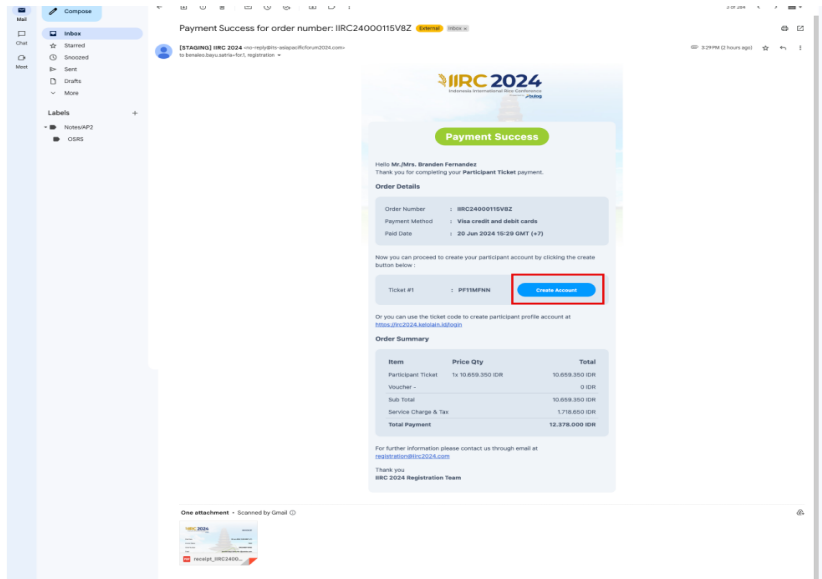 Mail
Chat
Meet
Compose
Inbox
Starred
Snoozed
Sent
Drafts
More
Labels +
Notes/AP2
OSRS
Payment Success for order number: IIRC24000115V8Z External Inbox x
[STAGING] IIRC 2024
3:29 PM (2 hours ago)
registration
IIRC 2024
Indonesia International Rice Conference
Payment Success
Hello Mr./Mrs. Branden Fernandez
Thank you for completing your Participant Ticket payment.
Order Details
Order Number : IIRC24000115V8Z
Payment Method : Visa credit and debit cards
Paid Date : 20 Jun 2024 15:29 GMT (+7)
Now you can proceed to create your participant account by clicking the create
button below :
Ticket #1 : PF11MFNN Create Account
Or you can use the ticket code to create participant profile account at
Order Summary
Item Price Qty Total
Participant Ticket 1x 10.659.350 IDR 10.659.350 IDR
Voucher - 0 IDR
Sub Total 10.659.350 IDR
Service Charge & Tax 1.718.650 IDR
Total Payment 12.378.000 IDR
For further information please contact us through email at
registration@iirc2024.com
Thank you
IIRC 2024 Registration Team
One attachment • Scanned by Gmail
IIRC 2024
receipt_IIRC2400...